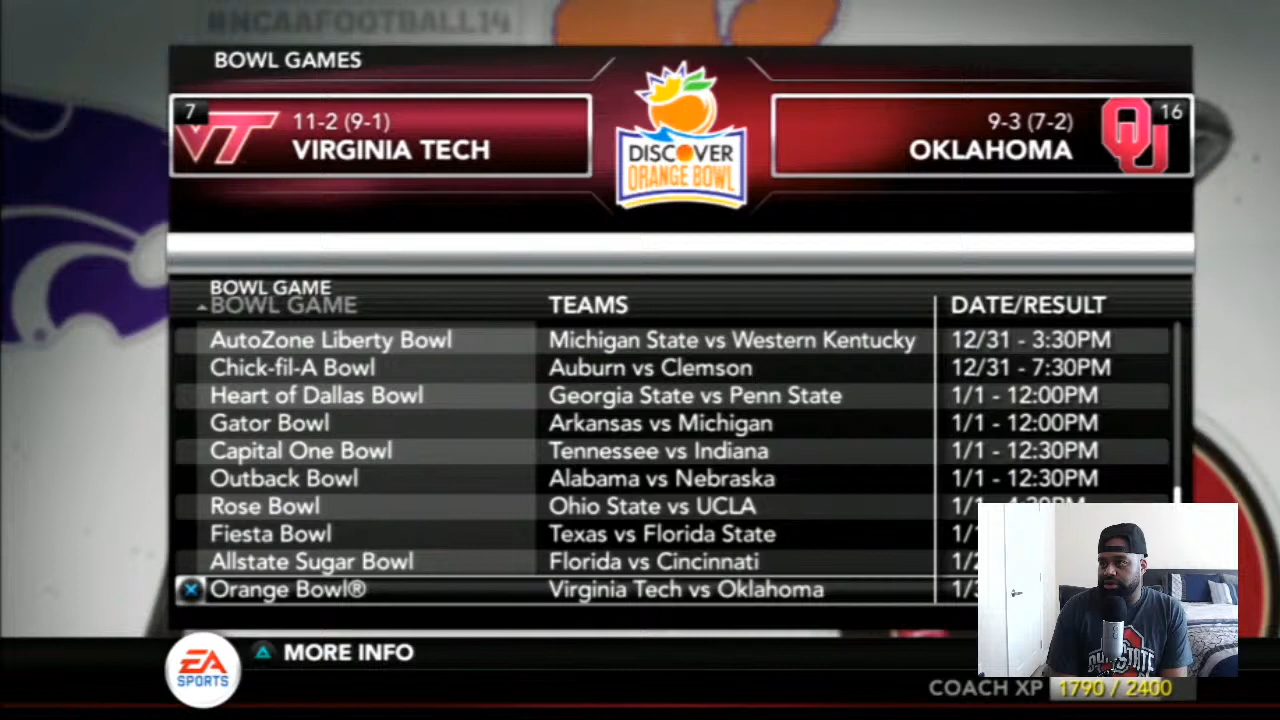 #NCAAFOOTBALL14
BOWL GAMES
7
VT
11-2 (9-1)
VIRGINIA TECH
DISCOVER
ORANGE BOWL
9-3 (7-2)
OKLAHOMA
OU
16
BOWL GAME
BOWL GAME TEAMS DATE/RESULT
AutoZone Liberty Bowl Michigan State vs Western Kentucky 12/31 - 3:30PM
Chick-fil-A Bowl Auburn vs Clemson 12/31 - 7:30PM
Heart of Dallas Bowl Georgia State vs Penn State 1/1 - 12:00PM
Gator Bowl Arkansas vs Michigan 1/1 - 12:00PM
Capital One Bowl Tennessee vs Indiana 1/1 - 12:30PM
Outback Bowl Alabama vs Nebraska 1/1 - 12:30PM
Rose Bowl Ohio State vs UCLA 1/1 - 4:30PM
Fiesta Bowl Texas vs Florida State
Allstate Sugar Bowl Florida vs Cincinnati
Orange Bowl® Virginia Tech vs Oklahoma
EA
SPORTS
MORE INFO
COACH XP 1790 / 2400